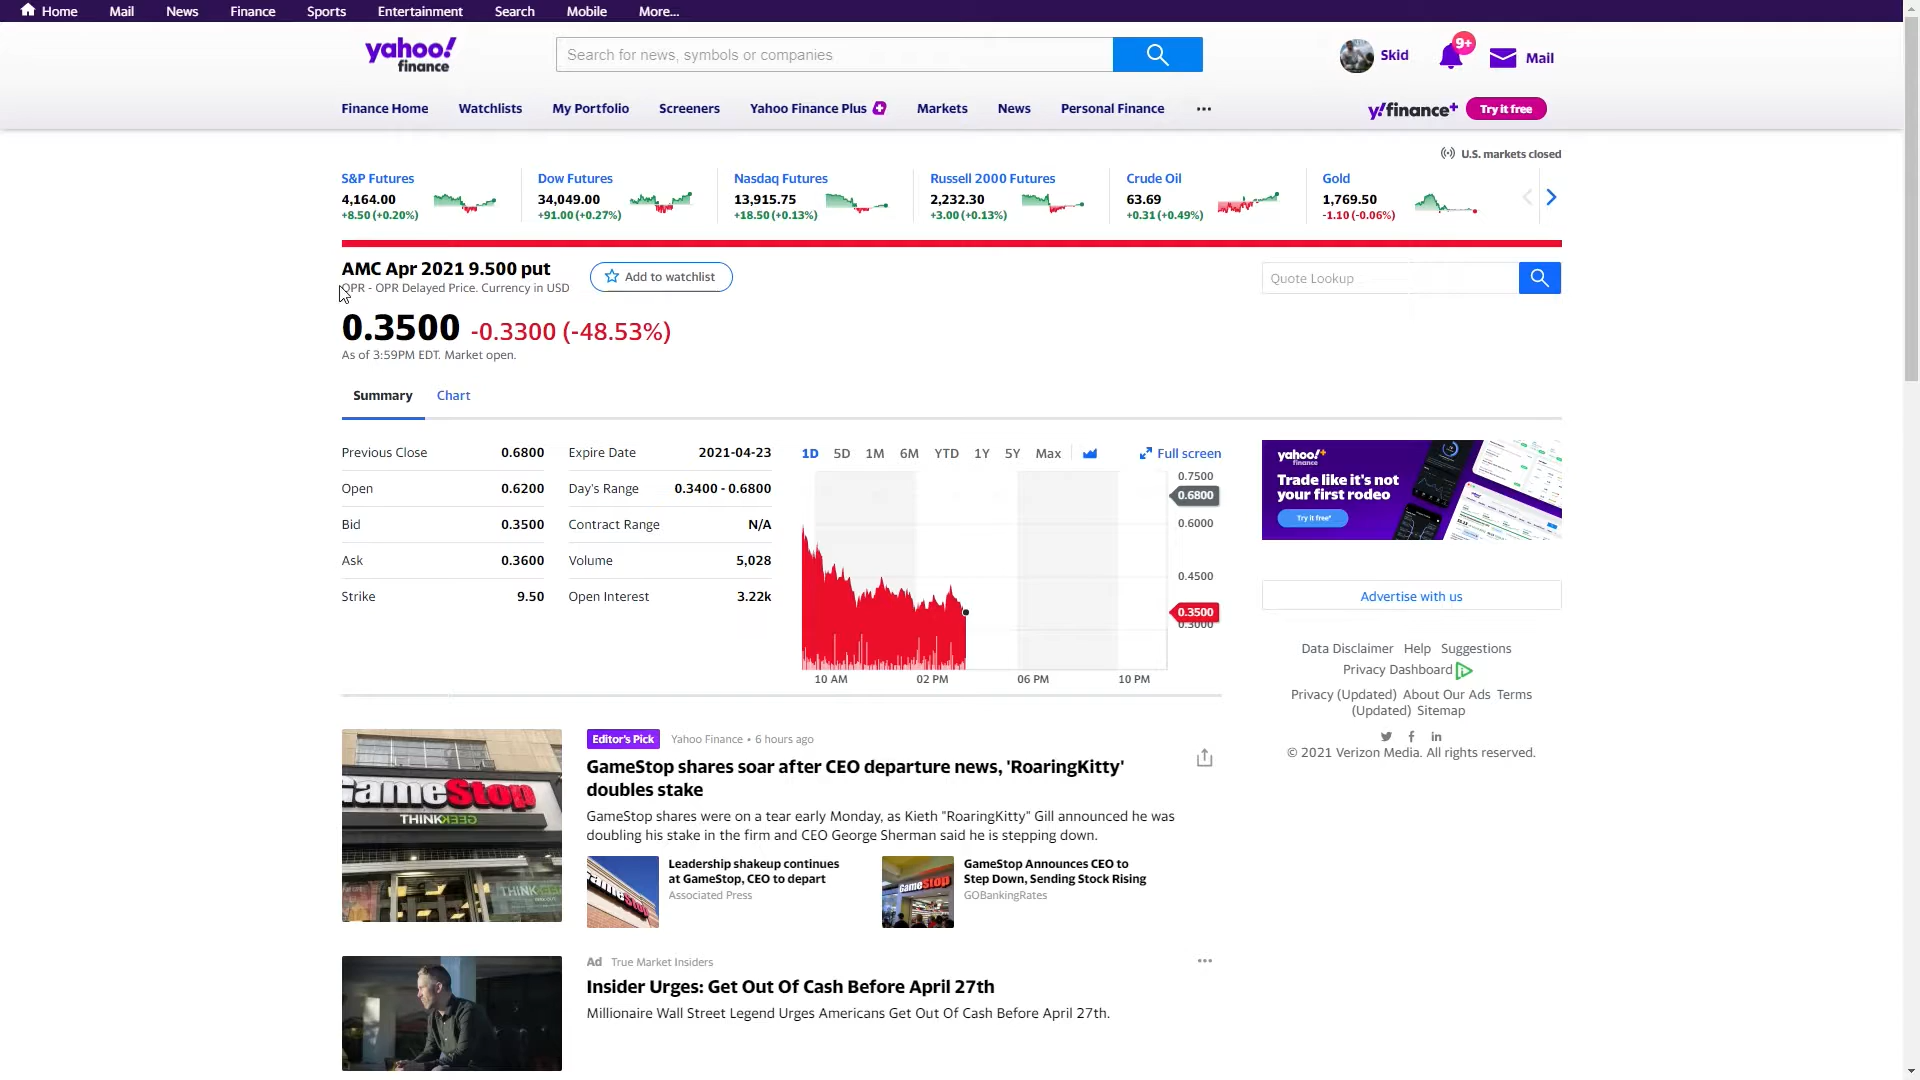 Home Mail News Finance Sports Entertainment Search Mobile More...
yahoo!
finance
Search for news, symbols or companies
Skid
9+
Mail
Finance Home Watchlists My Portfolio Screeners Yahoo Finance Plus Markets News Personal Finance ...
y!finance+ Try it free
U.S. markets closed
S&P Futures
4,164.00
+8.50 (+0.20%)
Dow Futures
34,049.00
+91.00 (+0.27%)
Nasdaq Futures
13,915.75
+18.50 (+0.13%)
Russell 2000 Futures
2,232.30
+3.00 (+0.13%)
Crude Oil
63.69
+0.31 (+0.49%)
Gold
1,769.50
-1.10 (-0.06%)
AMC Apr 2021 9.500 put
OPR - OPR Delayed Price. Currency in USD
Add to watchlist
Quote Lookup
0.3500 -0.3300 (-48.53%)
As of 3:59PM EDT. Market open.
Summary Chart
Previous Close 0.6800
Open 0.6200
Bid 0.3500
Ask 0.3600
Strike 9.50
Expire Date 2021-04-23
Day's Range 0.3400 - 0.6800
Contract Range N/A
Volume 5,028
Open Interest 3.22k
1D 5D 1M 6M YTD 1Y 5Y Max Full screen
0.7500
0.6800
0.6000
0.4500
0.3500
0.3000
10 AM 02 PM 06 PM 10 PM
yahoo!+
finance
Trade like it's not
your first rodeo
Try it free*
Advertise with us
Data Disclaimer Help Suggestions
Privacy Dashboard
Privacy (Updated) About Our Ads Terms
(Updated) Sitemap
© 2021 Verizon Media. All rights reserved.
GameStop
THINKGEEK
THINK
Editor's Pick Yahoo Finance • 6 hours ago
GameStop shares soar after CEO departure news, 'RoaringKitty'
doubles stake
GameStop shares were on a tear early Monday, as Kieth "RoaringKitty" Gill announced he was
doubling his stake in the firm and CEO George Sherman said he is stepping down.
GameStop
Leadership shakeup continues
at GameStop, CEO to depart
Associated Press
GameStop
GameStop Announces CEO to
Step Down, Sending Stock Rising
GOBankingRates
Ad True Market Insiders
Insider Urges: Get Out Of Cash Before April 27th
Millionaire Wall Street Legend Urges Americans Get Out Of Cash Before April 27th.